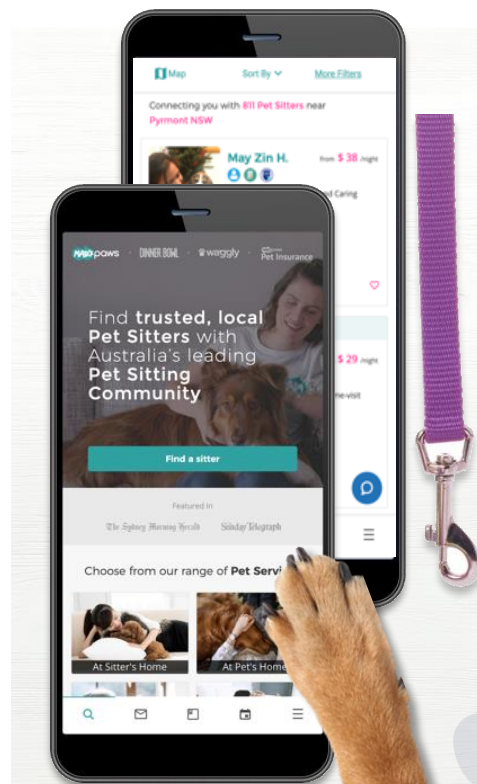 Map Sort By More Filters
Connecting you with 811 Pet Sitters near
Pyrmont NSW
May Zin H. from $ 38 /night
Caring
$ 29 /night
MAD paws DINNER BOWL waggly Pet Insurance
Find trusted, local
Pet Sitters with
Australia's leading
Pet Sitting
Community
Find a sitter
Featured In
The Sydney Morning Herald Sunday Telegraph
Choose from our range of Pet Servi
At Sitter's Home At Pet's Home